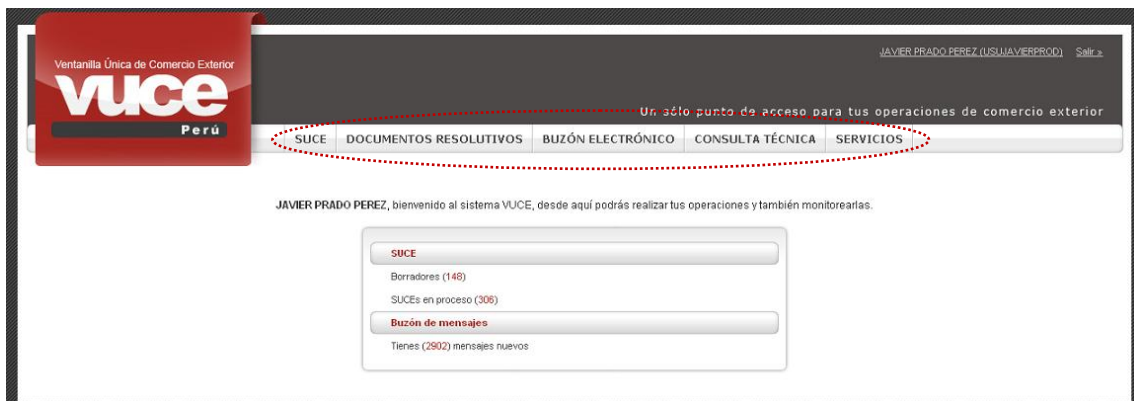 Ventanilla Única de Comercio Exterior
vuce
Perú
JAVIER PRADO PEREZ (USUJAVIERPROD) Salir »
Un sólo punto de acceso para tus operaciones de comercio exterior
SUCE DOCUMENTOS RESOLUTIVOS BUZÓN ELECTRÓNICO CONSULTA TÉCNICA SERVICIOS
JAVIER PRADO PEREZ, bienvenido al sistema VUCE, desde aquí podrás realizar tus operaciones y también monitorearlas.
SUCE
Borradores (148)
SUCEs en proceso (306)
Buzón de mensajes
Tienes (2902) mensajes nuevos